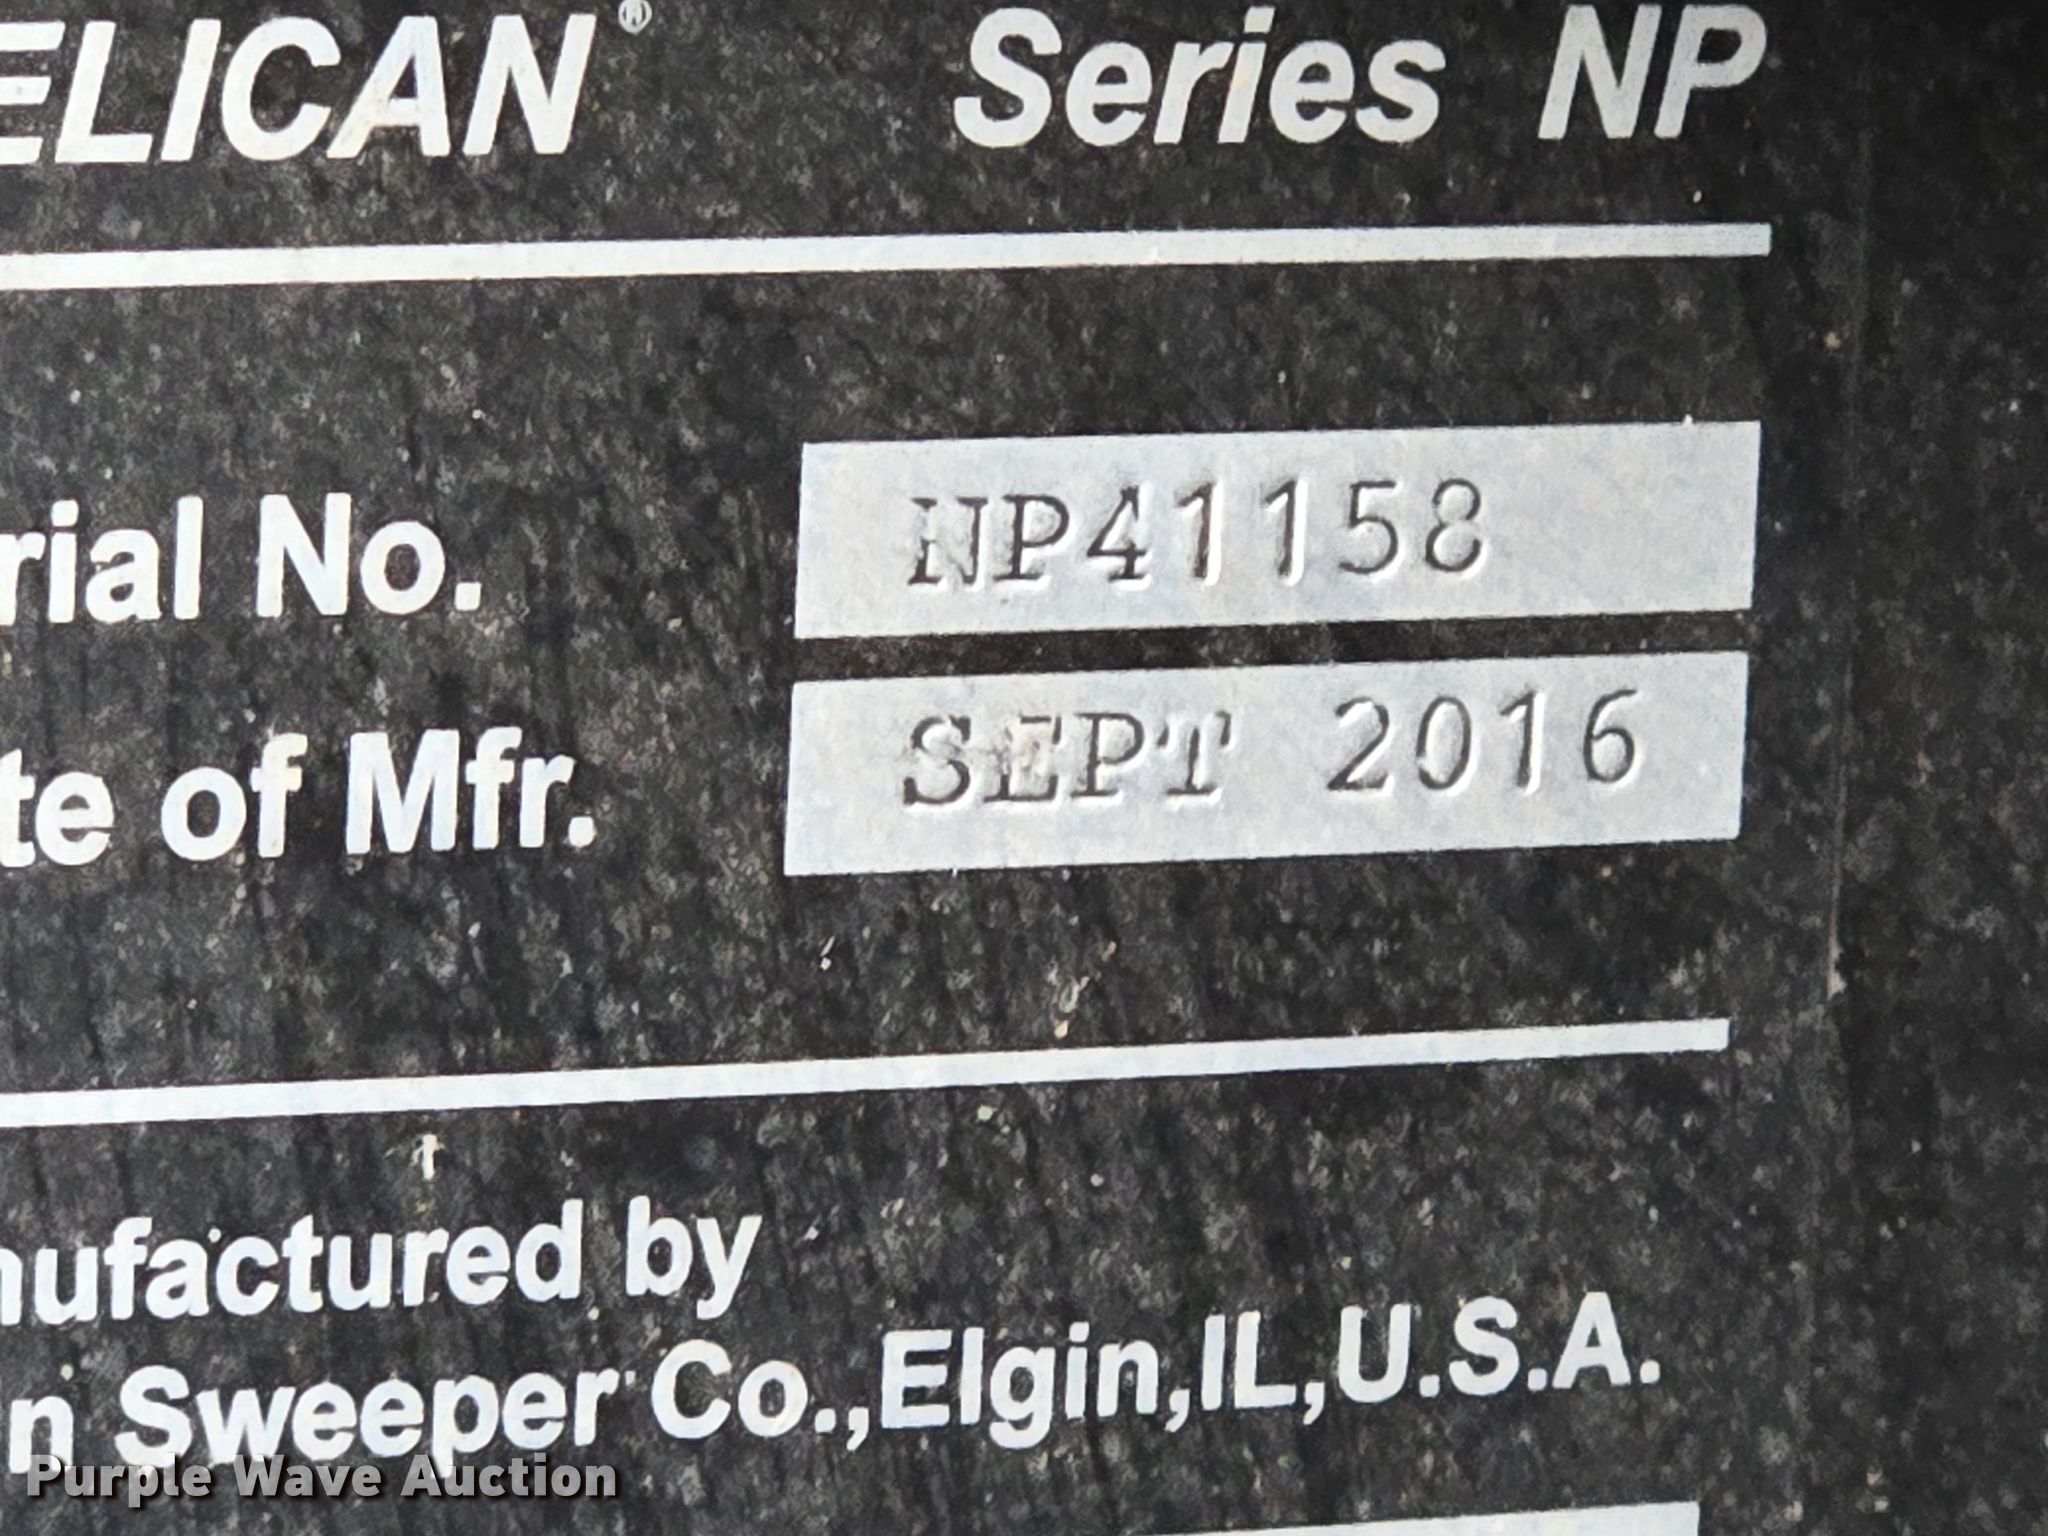 ELICAN® Series NP
rial No. NP41158
te of Mfr. SEPT 2016
nufactured by
n Sweeper Co.,Elgin,IL,U.S.A.
Purple Wave Auction